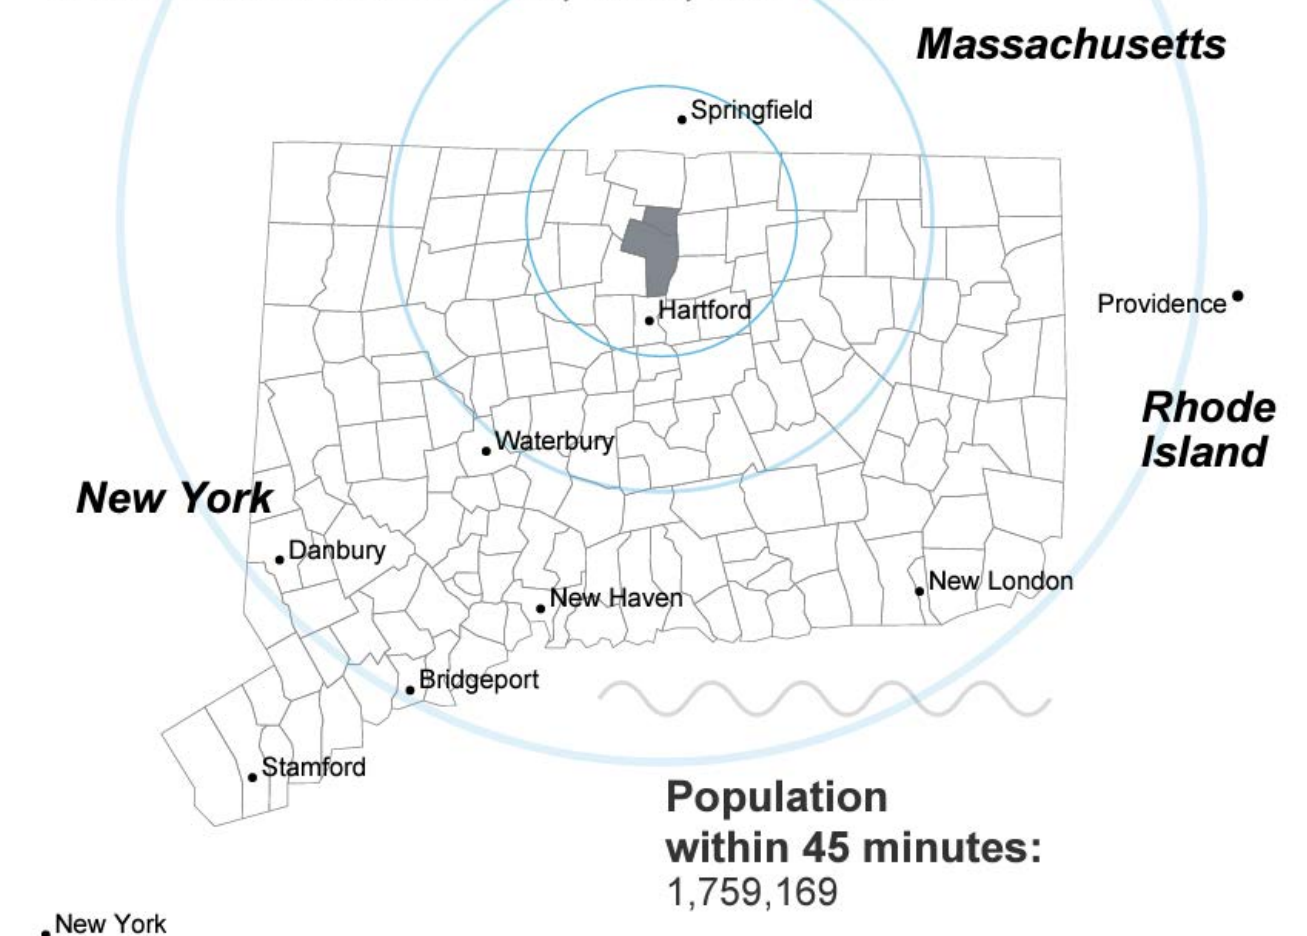 Massachusetts
Springfield
Providence
Hartford
Rhode
Island
Waterbury
New York
Danbury
New London
New Haven
Bridgeport
Stamford
Population
within 45 minutes:
1,759,169
New York